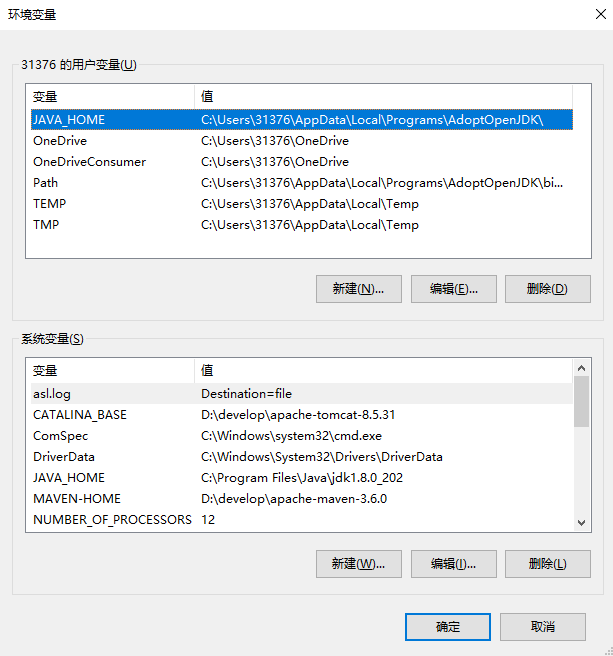 环境变量
31376 的用户变量(U)
变量 值
JAVA_HOME C:\Users\31376\AppData\Local\Programs\AdoptOpenJDK\
OneDrive C:\Users\31376\OneDrive
OneDriveConsumer C:\Users\31376\OneDrive
Path C:\Users\31376\AppData\Local\Programs\AdoptOpenJDK\bi...
TEMP C:\Users\31376\AppData\Local\Temp
TMP C:\Users\31376\AppData\Local\Temp
新建(N)... 编辑(E)... 删除(D)
系统变量(S)
变量 值
asl.log Destination=file
CATALINA_BASE D:\develop\apache-tomcat-8.5.31
ComSpec C:\Windows\system32\cmd.exe
DriverData C:\Windows\System32\Drivers\DriverData
JAVA_HOME C:\Program Files\Java\jdk1.8.0_202
MAVEN-HOME D:\develop\apache-maven-3.6.0
NUMBER_OF_PROCESSORS 12
新建(W)... 编辑(I)... 删除(L)
确定 取消